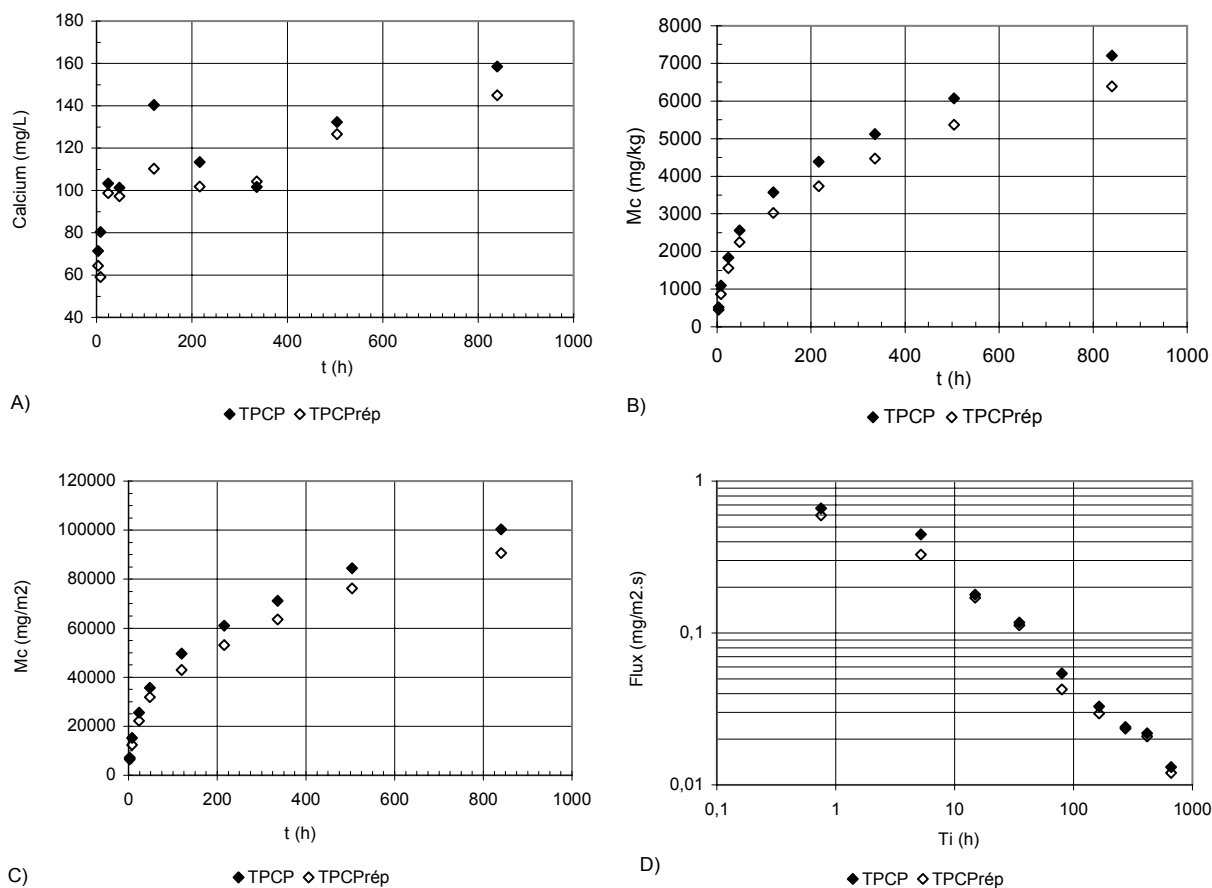 180
160
140
120
100
80
60
40
Calcium (mg/L)
0 200 400 600 800 1000
t (h)
A)
TPCP TPCPrép
8000
7000
6000
5000
4000
3000
2000
1000
0
Mc (mg/kg)
0 200 400 600 800 1000
t (h)
B)
TPCP TPCPrép
120000
100000
80000
60000
40000
20000
0
Mc (mg/m2)
0 200 400 600 800 1000
t (h)
C)
TPCP TPCPrép
1
0,1
0,01
Flux (mg/m2.s)
0,1 1 10 100 1000
Ti (h)
D)
TPCP TPCPrép